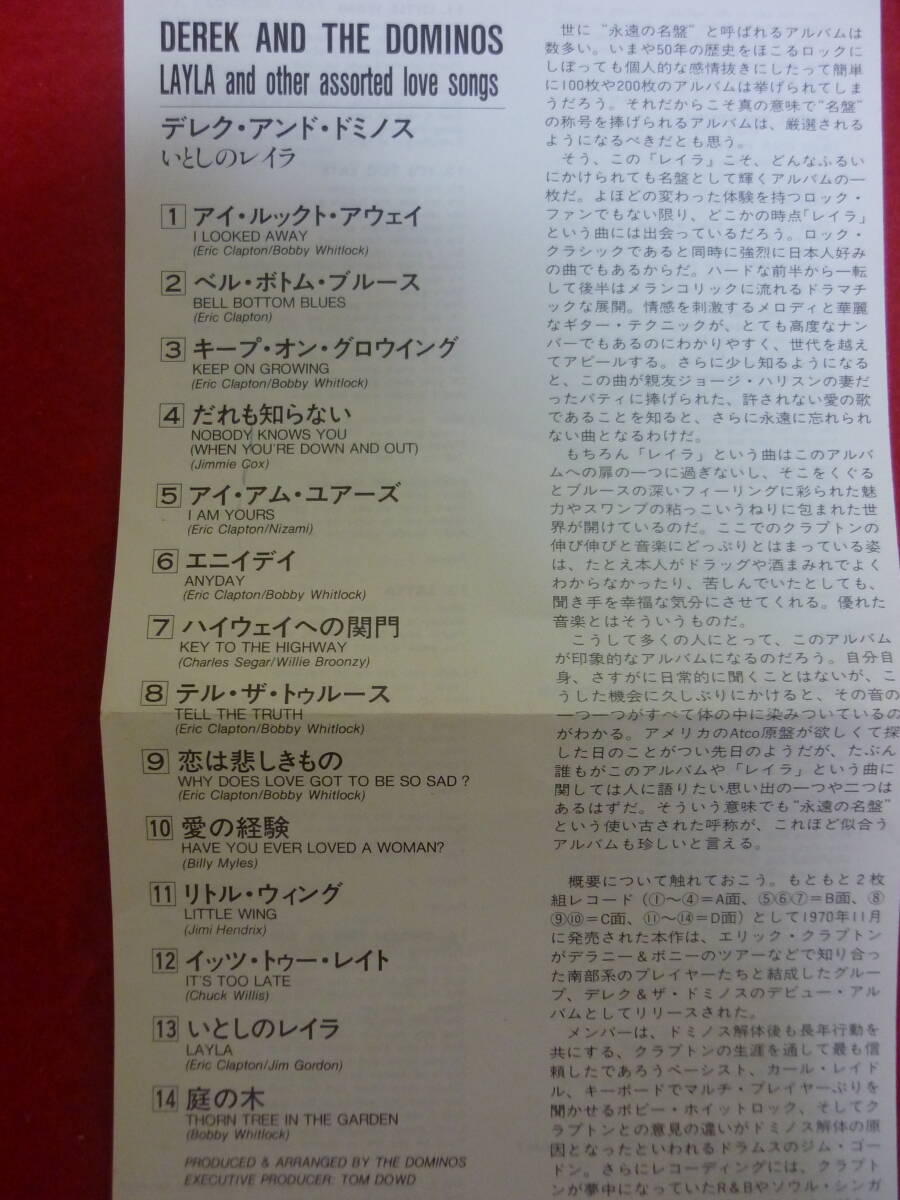 DEREK AND THE DOMINOS
LAYLA and other assorted love songs
デレク・アンド・ドミノス
いとしのレイラ
1 アイ・ルックト・アウェイ
I LOOKED AWAY
(Eric Clapton/Bobby Whitlock)
2 ベル・ボトム・ブルース
BELL BOTTOM BLUES
(Eric Clapton)
3 キープ・オン・グロウイング
KEEP ON GROWING
(Eric Clapton/Bobby Whitlock)
4 だれも知らない
NOBODY KNOWS YOU
(WHEN YOU'RE DOWN AND OUT)
(Jimmie Cox)
5 アイ・アム・ユアーズ
I AM YOURS
(Eric Clapton/Nizami)
6 エニイデイ
ANYDAY
(Eric Clapton/Bobby Whitlock)
7 ハイウェイへの関門
KEY TO THE HIGHWAY
(Charles Segar/Willie Broonzy)
8 テル・ザ・トゥルース
TELL THE TRUTH
(Eric Clapton/Bobby Whitlock)
9 恋は悲しきもの
WHY DOES LOVE GOT TO BE SO SAD ?
(Eric Clapton/Bobby Whitlock)
10 愛の経験
HAVE YOU EVER LOVED A WOMAN?
(Billy Myles)
11 リトル・ウィング
LITTLE WING
(Jimi Hendrix)
12 イッツ・トゥー・レイト
IT'S TOO LATE
(Chuck Willis)
13 いとしのレイラ
LAYLA
(Eric Clapton/Jim Gordon)
14 庭の木
THORN TREE IN THE GARDEN
(Bobby Whitlock)
PRODUCED & ARRANGED BY THE DOMINOS
EXECUTIVE PRODUCER: TOM DOWD
世に“永遠の名盤”と呼ばれるアルバムは
数多い。いまや50年の歴史をほこるロックに
しぼっても個人的な感情抜きにしたって簡単
に100枚や200枚のアルバムは挙げられてしま
うだろう。それだからこそ真の意味で“名盤”
の称号を捧げられるアルバムは、厳選される
ようになるべきだとも思う。
そう、この「レイラ」こそ、どんなふるい
にかけられても名盤として輝くアルバムの一
枚だ。よほどの変わった体験を持つロック・
ファンでもない限り、どこかの時点「レイラ」
という曲には出会っているだろう。ロック・
クラシックであると同時に強烈に日本人好み
の曲でもあるからだ。ハードな前半から一転
して後半はメランコリックに流れるドラマチ
ックな展開。情感を刺激するメロディと華麗
なギター・テクニックが、とても高度なナン
バーでもあるのにわかりやすく、世代を越え
てアピールする。さらに少し知るようになる
と、この曲が親友ジョージ・ハリスンの妻だ
ったパティに捧げられた、許されない愛の歌
であることを知ると、さらに永遠に忘れられ
ない曲となるわけだ。
もちろん「レイラ」という曲はこのアルバ
ムへの扉の一つに過ぎないし、そこをくぐる
とブルースの深いフィーリングに彩られた魅
力やスワンプの粘っこいうねりに包まれた世
界が開けているのだ。ここでのクラプトンの
伸び伸びと音楽にどっぷりとはまっている姿
は、たとえ本人がドラッグや酒まみれでよく
わからなかったり、苦しんでいたとしても、
聞き手を幸福な気分にさせてくれる。優れた
音楽とはそういうものだ。
こうして多くの人にとって、このアルバム
が印象的なアルバムになるのだろう。自分自
身、さすがに日常的に聞くことはないが、こ
うした機会に久しぶりにかけると、その音の
一つ一つがすべて体の中に染みついているの
がわかる。アメリカのAtco原盤が欲しくて探
した日のことがつい先日のようだが、たぶん
誰もがこのアルバムや「レイラ」という曲に
関しては人に語りたい思い出の一つや二つは
あるはずだ。そういう意味でも“永遠の名盤”
という使い古された呼称が、これほど似合う
アルバムも珍しいと言える。
概要について触れておこう。もともと２枚
組レコード（①～④＝A面、⑤⑥⑦＝B面、⑧
⑨⑩＝C面、⑪～⑭＝D面）として1970年11月
に発売された本作は、エリック・クラプトン
がデラニー＆ボニーのツアーなどで知り合っ
た南部系のプレイヤーたちと結成したグルー
プ、デレク＆ザ・ドミノスのデビュー・アル
バムとしてリリースされた。
メンバーは、ドミノス解体後も長年行動を
共にする、クラプトンの生涯を通して最も信
頼したであろうベーシスト、カール・レイド
ル、キーボードでマルチ・プレイヤーぶりを
聞かせるボビー・ホイットロック、そしてク
ラプトンとの意見の違いがドミノス解体の原
因となったといわれるドラムスのジム・ゴー
ドン。さらにレコーディングには、クラプト
ンが夢中になっていたR＆Bやソウル・シンガ